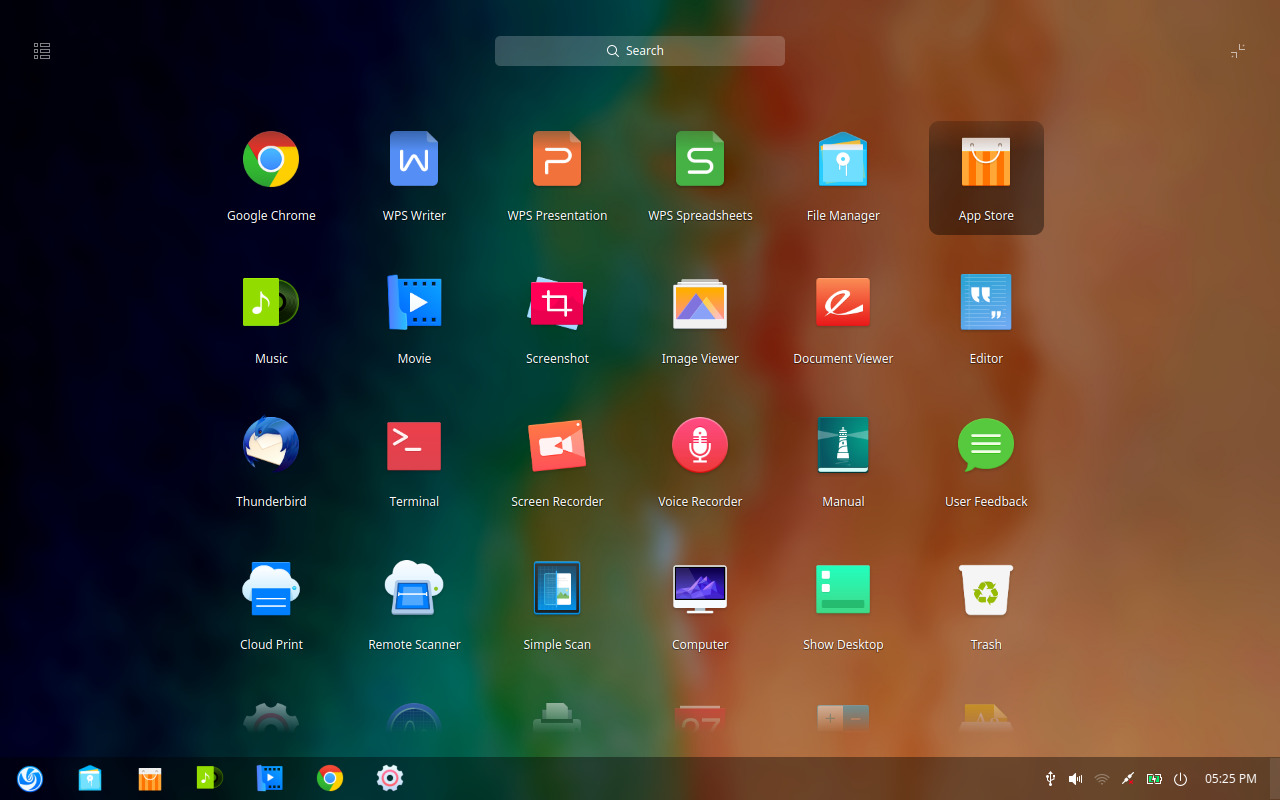 Search
Google Chrome
WPS Writer
WPS Presentation
WPS Spreadsheets
File Manager
App Store
Music
Movie
Screenshot
Image Viewer
Document Viewer
Editor
Thunderbird
Terminal
Screen Recorder
Voice Recorder
Manual
User Feedback
Cloud Print
Remote Scanner
Simple Scan
Computer
Show Desktop
Trash
05:25 PM